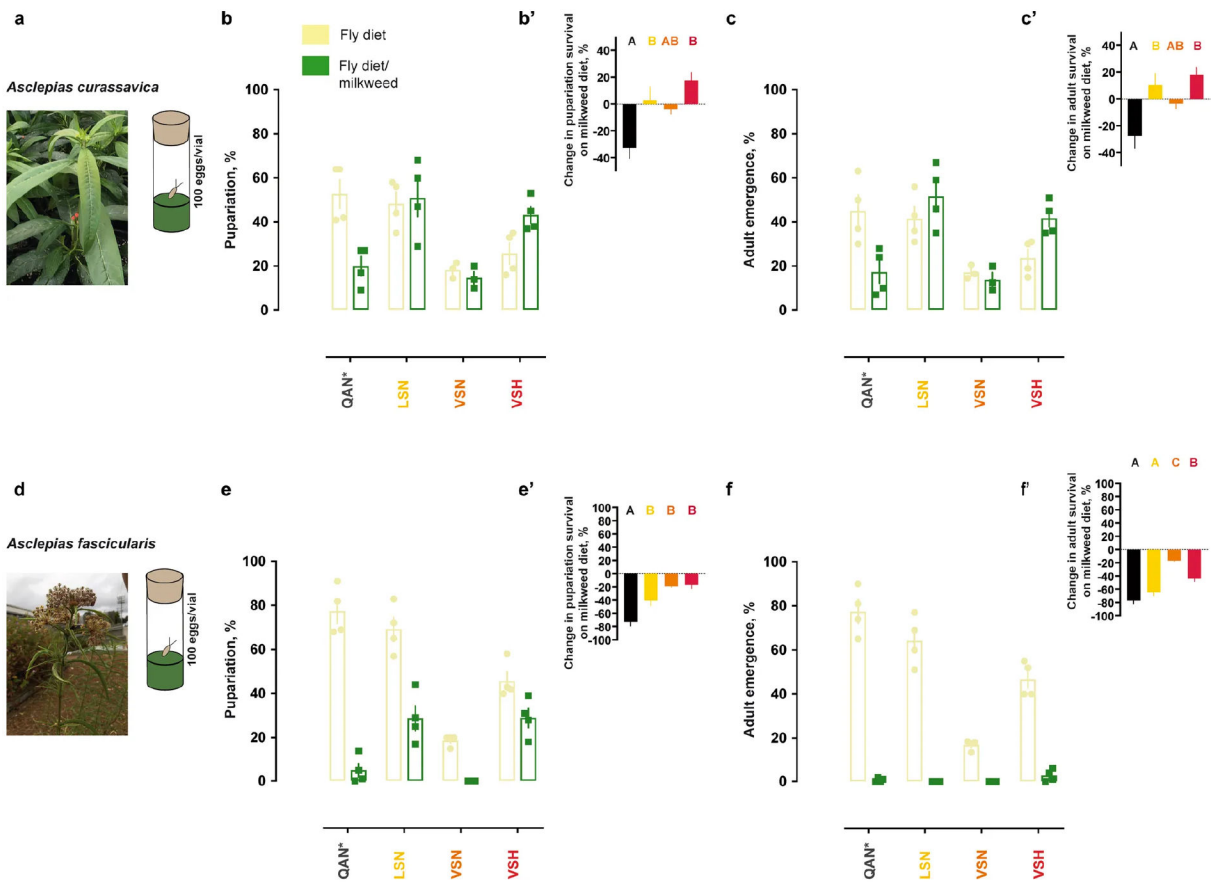 a
b
b’
c
c’
Fly diet
Fly diet/
milkweed
Asclepias curassavica
100 eggs/vial
Pupariation, %
100
80
60
40
20
0
QAN*
LSN
VSN
VSH
Change in pupariation survival
on milkweed diet, %
A B AB B
40
20
0
-20
-40
Adult emergence, %
100
80
60
40
20
0
QAN*
LSN
VSN
VSH
Change in adult survival
on milkweed diet, %
A B AB B
40
20
0
-20
-40
d
e
e’
f
f’
Asclepias fascicularis
100 eggs/vial
Pupariation, %
100
80
60
40
20
0
QAN*
LSN
VSN
VSH
Change in pupariation survival
on milkweed diet, %
A B B B
100
80
60
40
20
0
-20
-40
-60
-80
-100
Adult emergence, %
100
80
60
40
20
0
QAN*
LSN
VSN
VSH
Change in adult survival
on milkweed diet, %
A A C B
100
80
60
40
20
0
-20
-40
-60
-80
-100